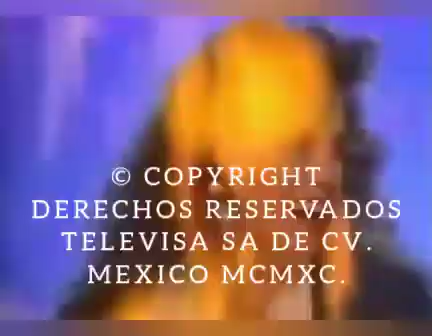 © COPYRIGHT
DERECHOS RESERVADOS
TELEVISA SA DE CV.
MEXICO MCMXC.